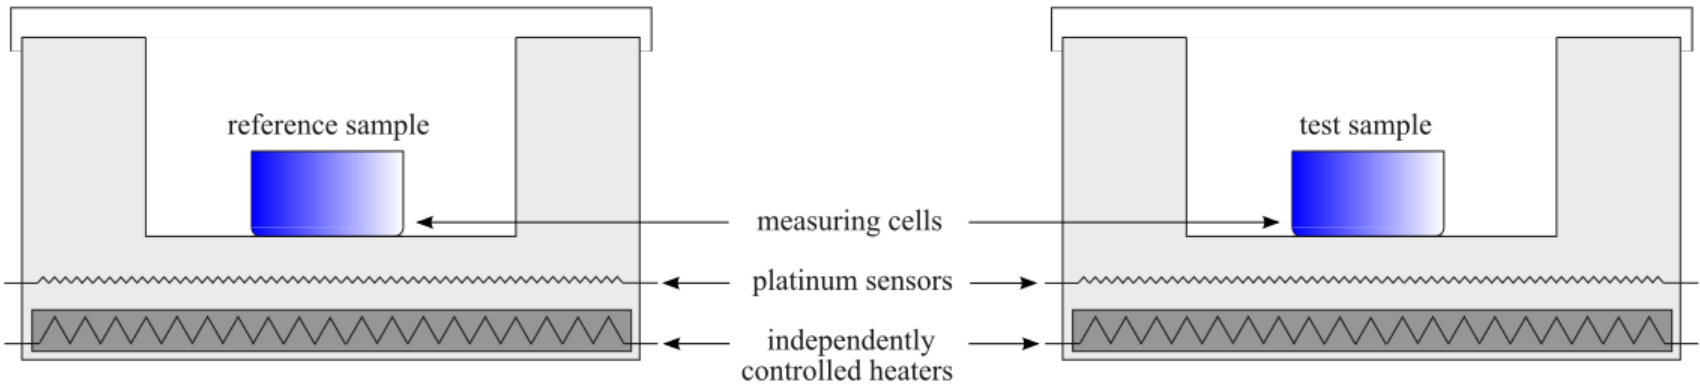 reference sample
test sample
measuring cells
platinum sensors
independently
controlled heaters